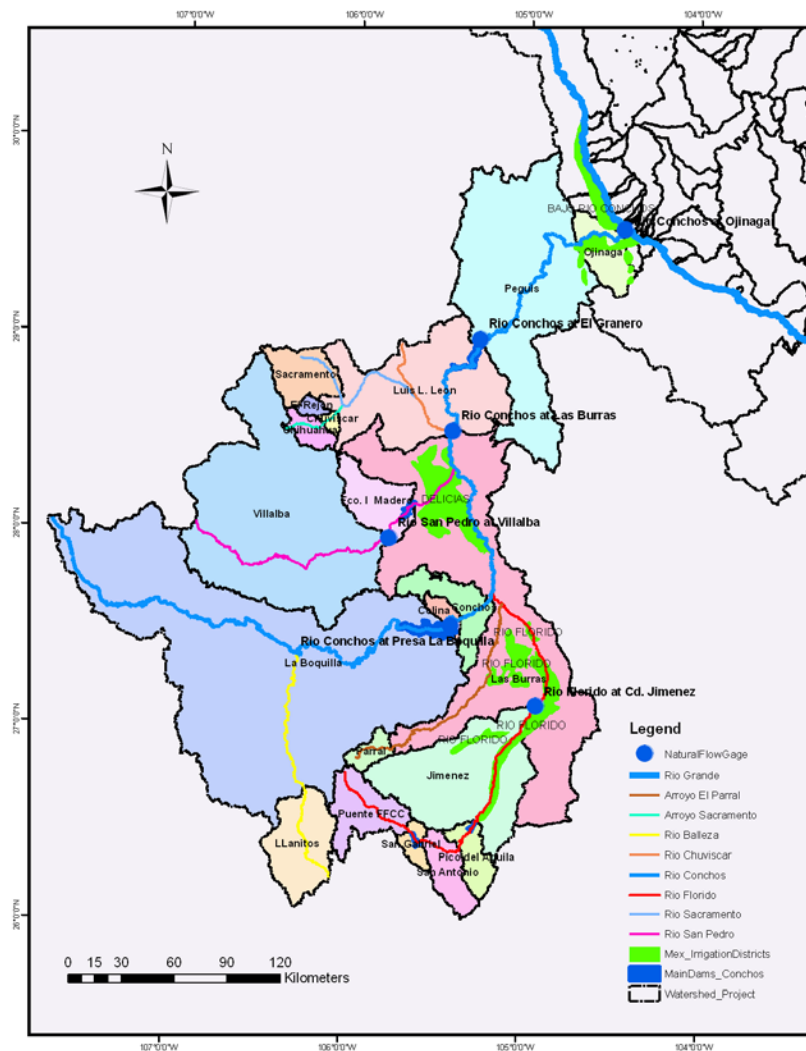 107°0'0"W 106°0'0"W 105°0'0"W 104°0'0"W
30°0'0"N
N
BAJO RIO CONCHOS
Rio Conchos at Ojinaga
Ojinaga
Peguis
29°0'0"N
Rio Conchos at El Granero
Sacramento
Luis L. Leon
El Rejon
Chuviscar
Chihuahua
Rio Conchos at Las Burras
Fco. I Madero
DELICIAS
Villalba
28°0'0"N
Rio San Pedro at Villalba
Colina
Conchos
RIO FLORIDO
Rio Conchos at Presa La Boquilla
La Boquilla
RIO FLORIDO
Las Burras
Rio Florido at Cd. Jimenez
27°0'0"N
RIO FLORIDO
RIO FLORIDO
Parral
Jimenez
Puente FFCC
LLanitos
San Gabriel
Pico del Aguila
San Antonio
26°0'0"N
Legend
NaturalFlowGage
Rio Grande
Arroyo El Parral
Arroyo Sacramento
Rio Balleza
Rio Chuviscar
Rio Conchos
Rio Florido
Rio Sacramento
Rio San Pedro
Mex_IrrigationDistricts
MainDams_Conchos
Watershed_Project
0 15 30 60 90 120
Kilometers
107°0'0"W 106°0'0"W 105°0'0"W 104°0'0"W